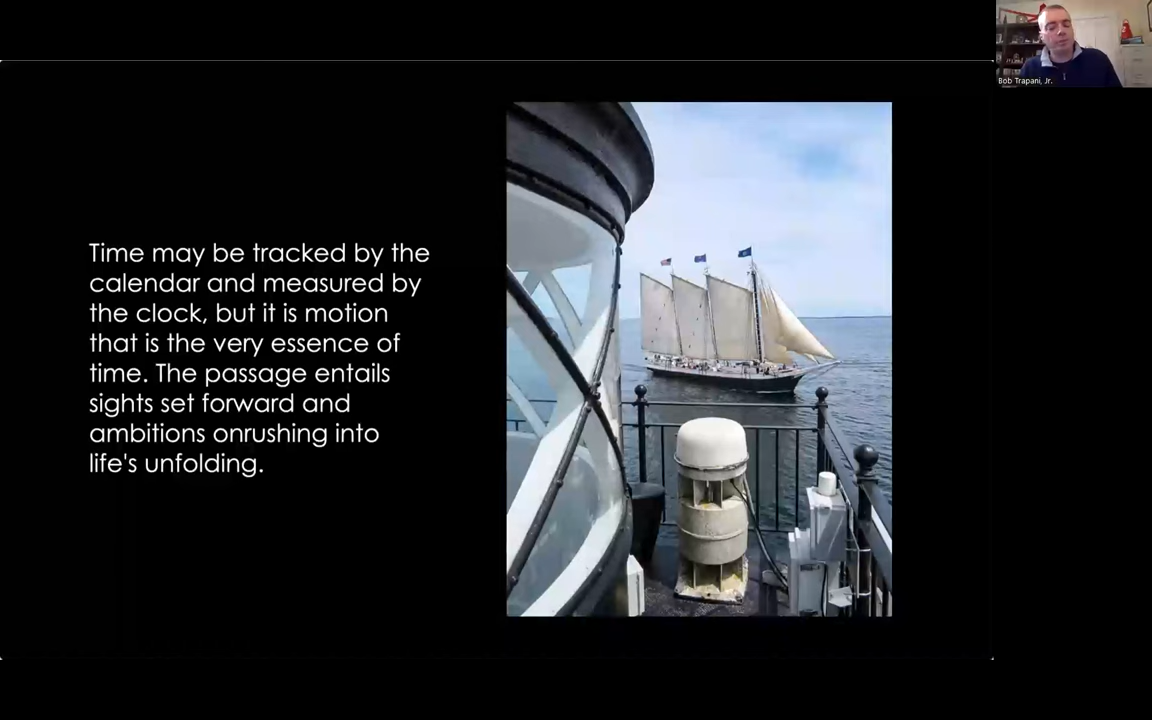 Bob Trapani, Jr.
Time may be tracked by the
calendar and measured by
the clock, but it is motion
that is the very essence of
time. The passage entails
sights set forward and
ambitions onrushing into
life's unfolding.